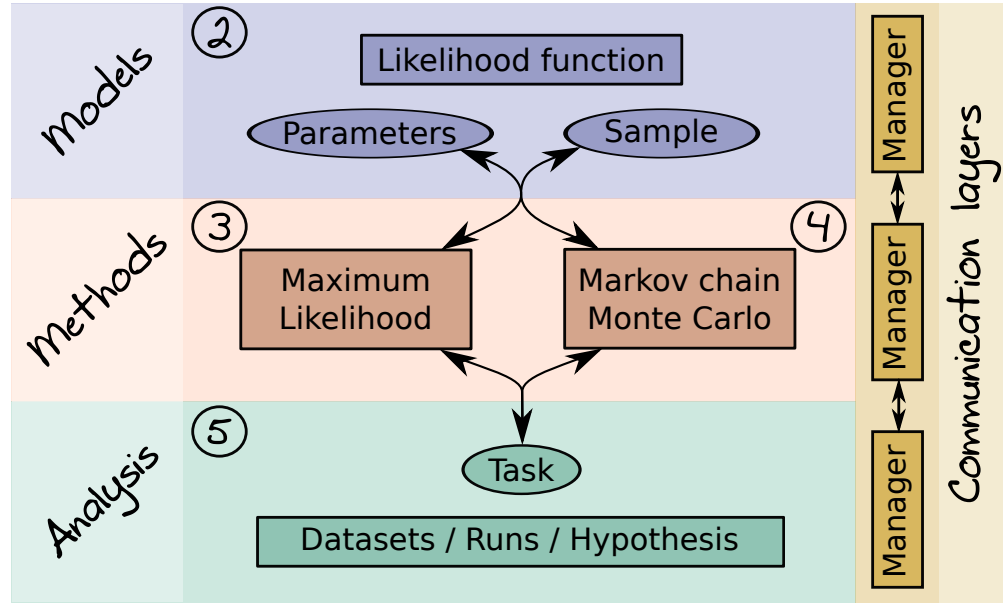 Models
2
Likelihood function
Parameters
Sample
Methods
3
4
Maximum
Likelihood
Markov chain
Monte Carlo
Analysis
5
Task
Datasets / Runs / Hypothesis
Manager
Manager
Manager
Communication layers